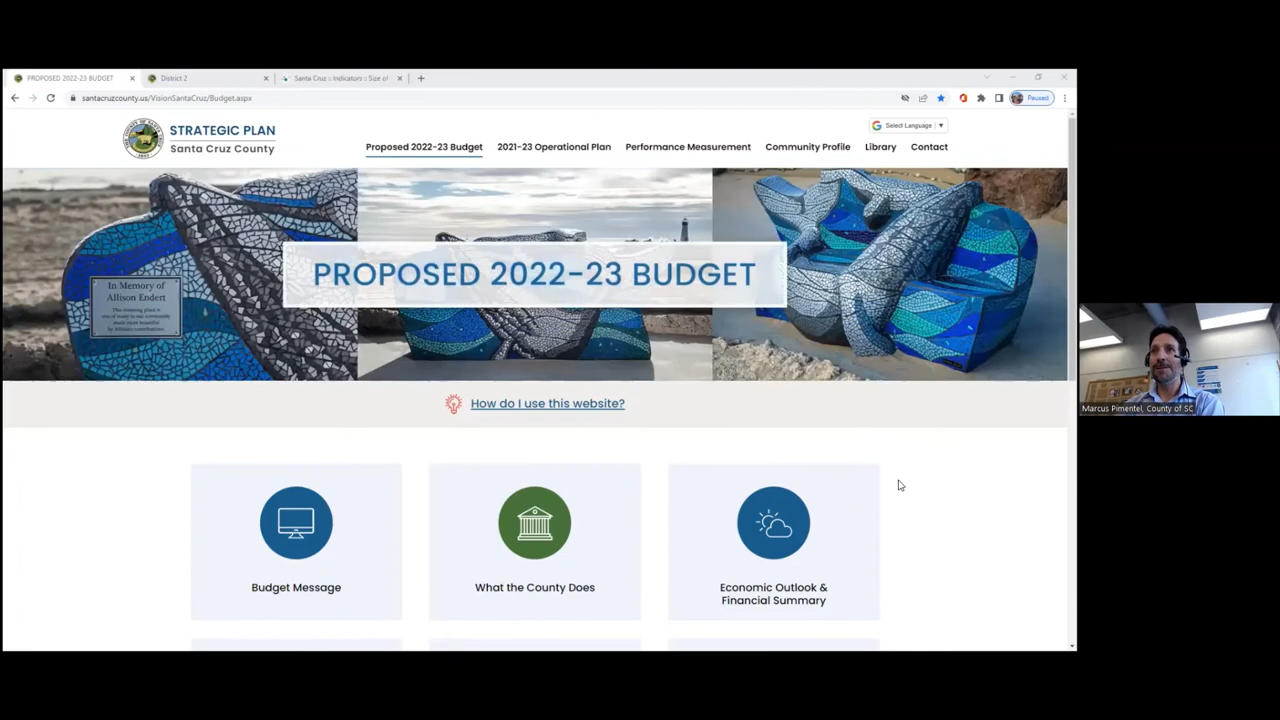 PROPOSED 2022-23 BUDGET
District 2
Santa Cruz :: Indicators :: Size of
santacruzcounty.us/VisionSantaCruz/Budget.aspx
Paused
STRATEGIC PLAN
Santa Cruz County
Select Language
Proposed 2022-23 Budget
2021-23 Operational Plan
Performance Measurement
Community Profile
Library
Contact
PROPOSED 2022-23 BUDGET
In Memory of
Allison Endert
How do I use this website?
Budget Message
What the County Does
Economic Outlook &
Financial Summary
Marcus Pimentel, County of SC